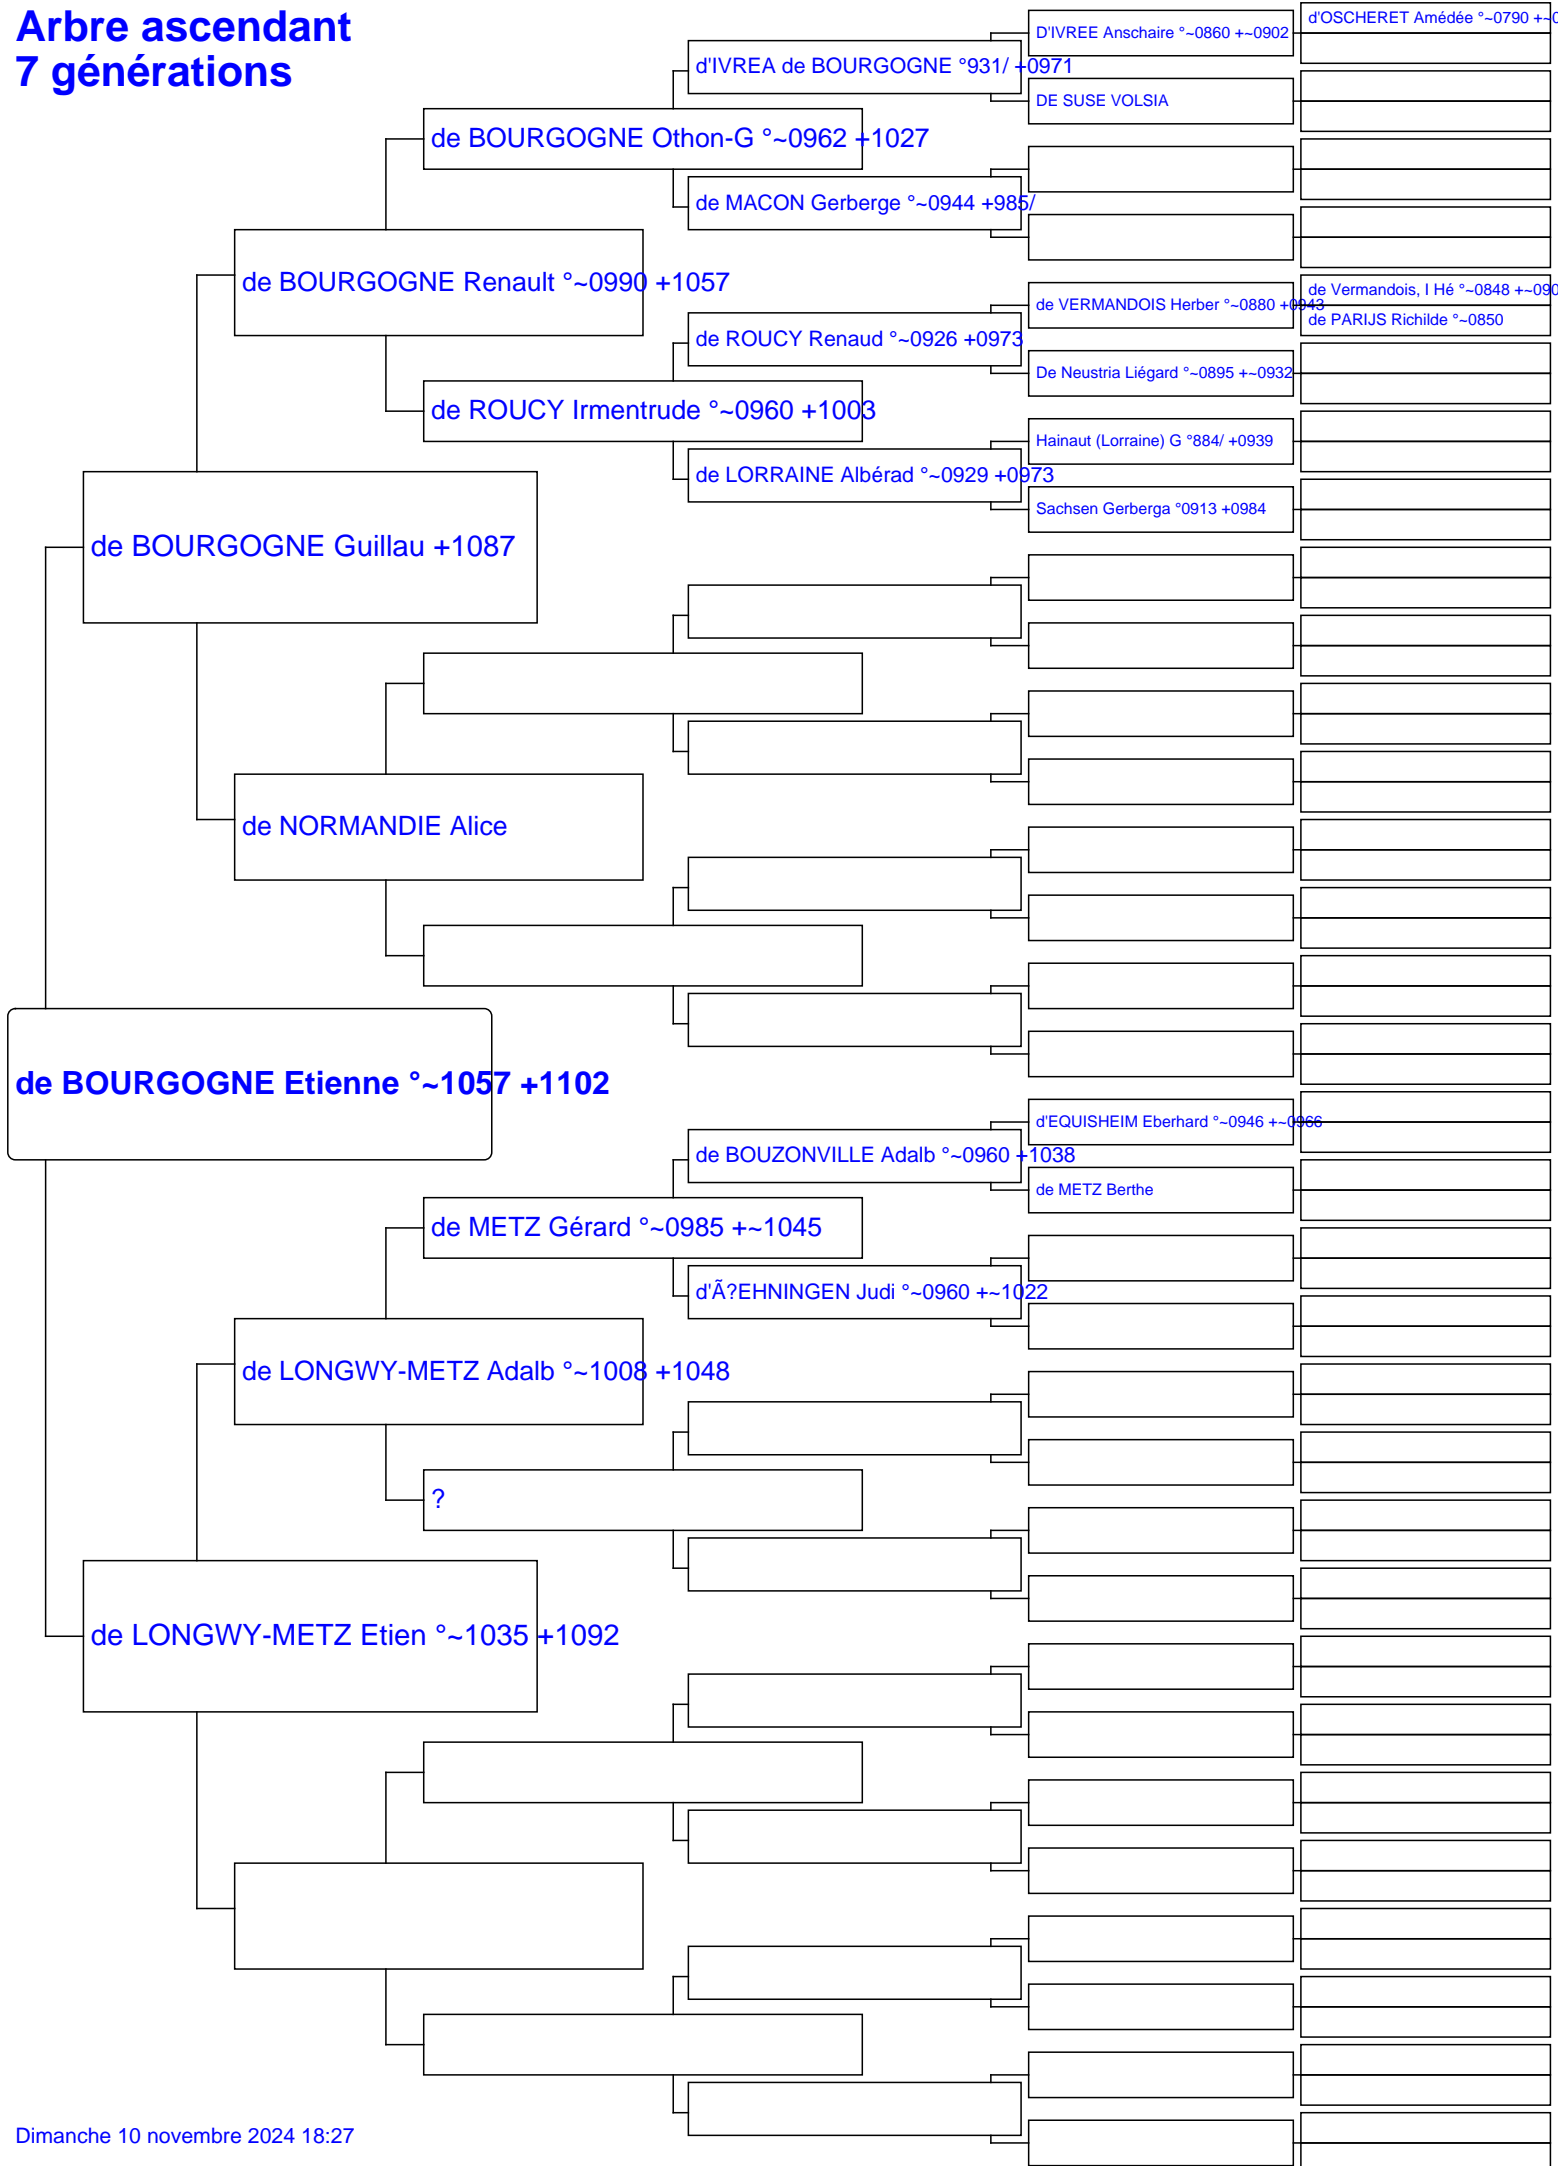 Arbre ascendant
7 générations
d'OSCHERET Amédée °~0790 +~0
D'IVREE Anschaire °~0860 +~0902
d'IVREA de BOURGOGNE °931/ +0971
DE SUSE VOLSIA
de BOURGOGNE Othon-G °~0962 +1027
de MACON Gerberge °~0944 +985/
de BOURGOGNE Renault °~0990 +1057
de Vermandois, I Hé °~0848 +~090
de VERMANDOIS Herber °~0880 +0943
de PARIJS Richilde °~0850
de ROUCY Renaud °~0926 +0973
De Neustria Liégard °~0895 +~0932
de ROUCY Irmentrude °~0960 +1003
Hainaut (Lorraine) G °884/ +0939
de LORRAINE Albérad °~0929 +0973
Sachsen Gerberga °0913 +0984
de BOURGOGNE Guillau +1087
de NORMANDIE Alice
de BOURGOGNE Etienne °~1057 +1102
d'EQUISHEIM Eberhard °~0946 +~0966
de BOUZONVILLE Adalb °~0960 +1038
de METZ Berthe
de METZ Gérard °~0985 +~1045
d'Ã?EHNINGEN Judi °~0960 +~1022
de LONGWY-METZ Adalb °~1008 +1048
?
de LONGWY-METZ Etien °~1035 +1092
Dimanche 10 novembre 2024 18:27